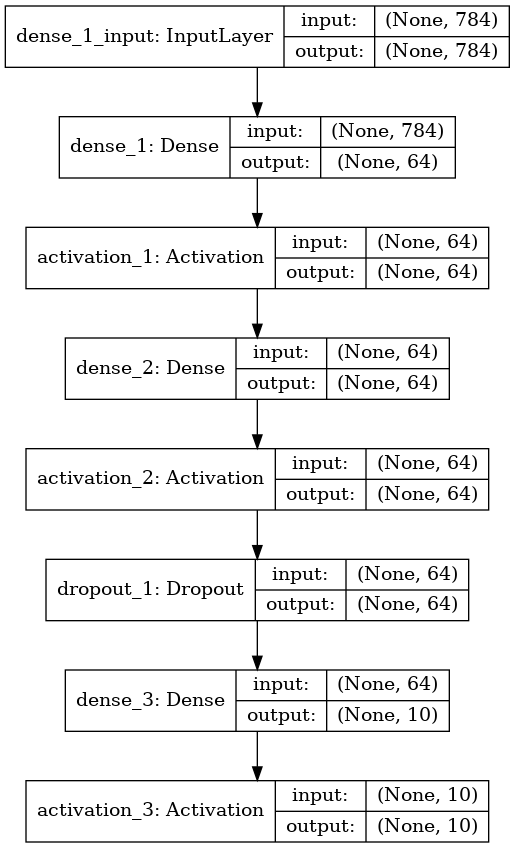 dense_1_input: InputLayer
input: (None, 784)
output: (None, 784)
dense_1: Dense
input: (None, 784)
output: (None, 64)
activation_1: Activation
input: (None, 64)
output: (None, 64)
dense_2: Dense
input: (None, 64)
output: (None, 64)
activation_2: Activation
input: (None, 64)
output: (None, 64)
dropout_1: Dropout
input: (None, 64)
output: (None, 64)
dense_3: Dense
input: (None, 64)
output: (None, 10)
activation_3: Activation
input: (None, 10)
output: (None, 10)